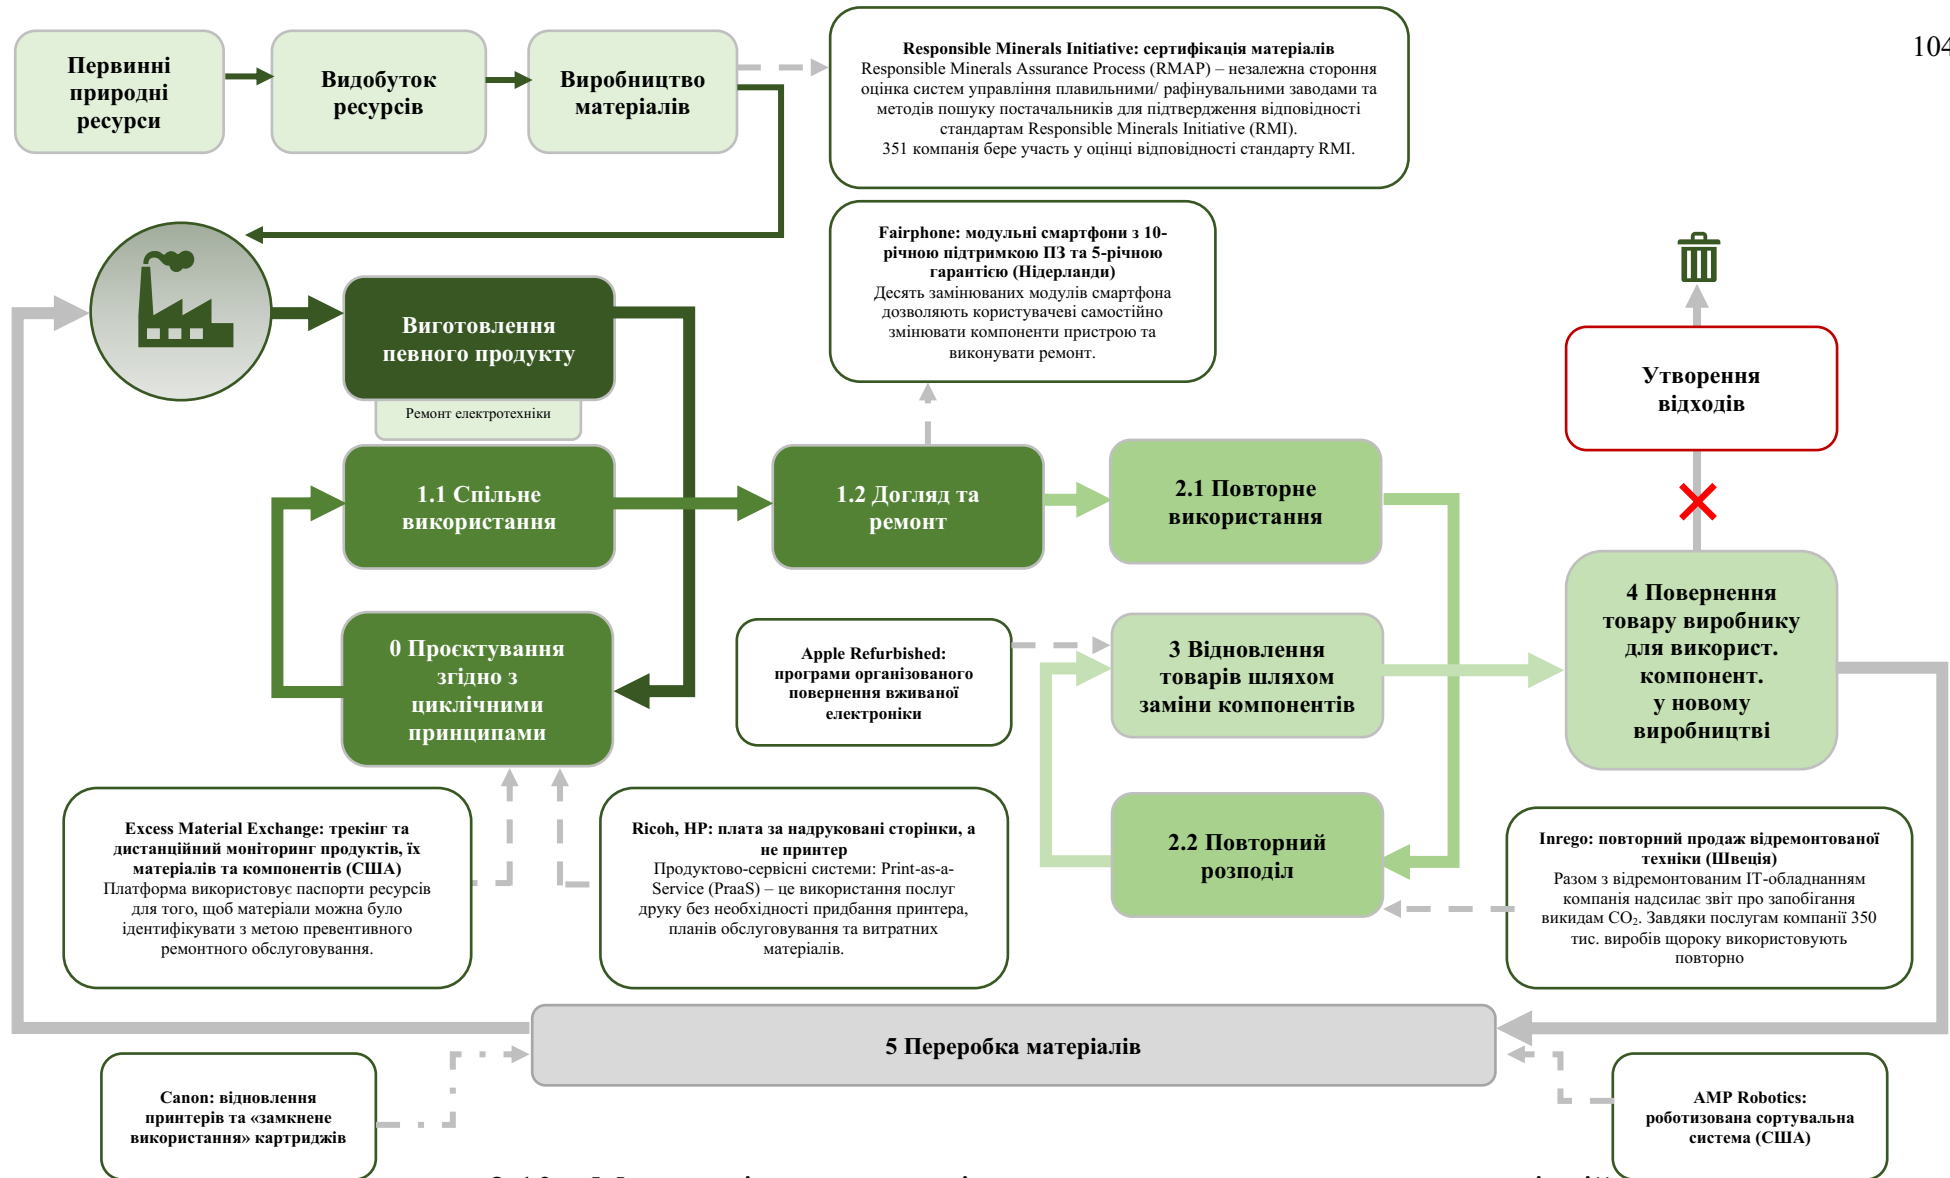 104
Первинні
природні
ресурси
Видобуток
ресурсів
Виробництво
матеріалів
Responsible Minerals Initiative: сертифікація матеріалів
Responsible Minerals Assurance Process (RMAP) – незалежна стороння
оцінка систем управління плавильними/ рафінувальними заводами та
методів пошуку постачальників для підтвердження відповідності
стандартам Responsible Minerals Initiative (RMI).
351 компанія бере участь у оцінці відповідності стандарту RMI.
Fairphone: модульні смартфони з 10-
річною підтримкою ПЗ та 5-річною
гарантією (Нідерланди)
Десять замінюваних модулів смартфона
дозволяють користувачеві самостійно
змінювати компоненти пристрою та
виконувати ремонт.
Виготовлення
певного продукту
Ремонт електротехніки
Утворення
відходів
1.1 Спільне
використання
1.2 Догляд та
ремонт
2.1 Повторне
використання
0 Проєктування
згідно з
циклічними
принципами
Apple Refurbished:
програми організованого
повернення вживаної
електроніки
3 Відновлення
товарів шляхом
заміни компонентів
4 Повернення
товару виробнику
для використ.
компонент.
у новому
виробництві
Excess Material Exchange: трекінг та
дистанційний моніторинг продуктів, їх
матеріалів та компонентів (США)
Платформа використовує паспорти ресурсів
для того, щоб матеріали можна було
ідентифікувати з метою превентивного
ремонтного обслуговування.
Ricoh, HP: плата за надруковані сторінки, а
не принтер
Продуктово-сервісні системи: Print-as-a-
Service (PraaS) – це використання послуг
друку без необхідності придбання принтера,
планів обслуговування та витратних
матеріалів.
2.2 Повторний
розподіл
Inrego: повторний продаж відремонтованої
техніки (Швеція)
Разом з відремонтованим ІТ-обладнанням
компанія надсилає звіт про запобігання
викидам CO₂. Завдяки послугам компанії 350
тис. виробів щороку використовують
повторно
5 Переробка матеріалів
Canon: відновлення
принтерів та «замкнене
використання» картриджів
AMP Robotics:
роботизована сортувальна
система (США)